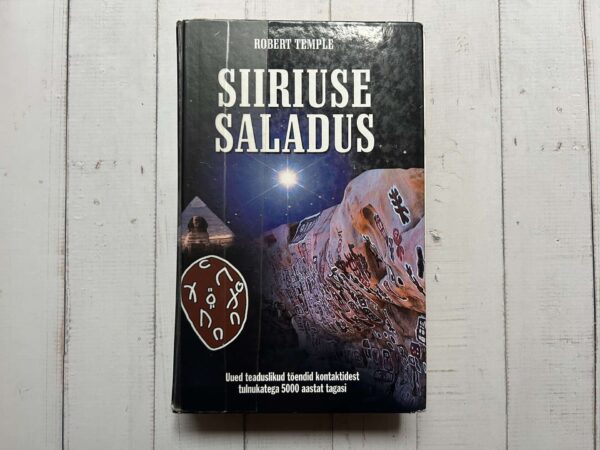 ROBERT TEMPLE
SIIRIUSE
SALADUS
Uued teaduslikud tõendid kontaktidest
tulnukatega 5000 aastat tagasi